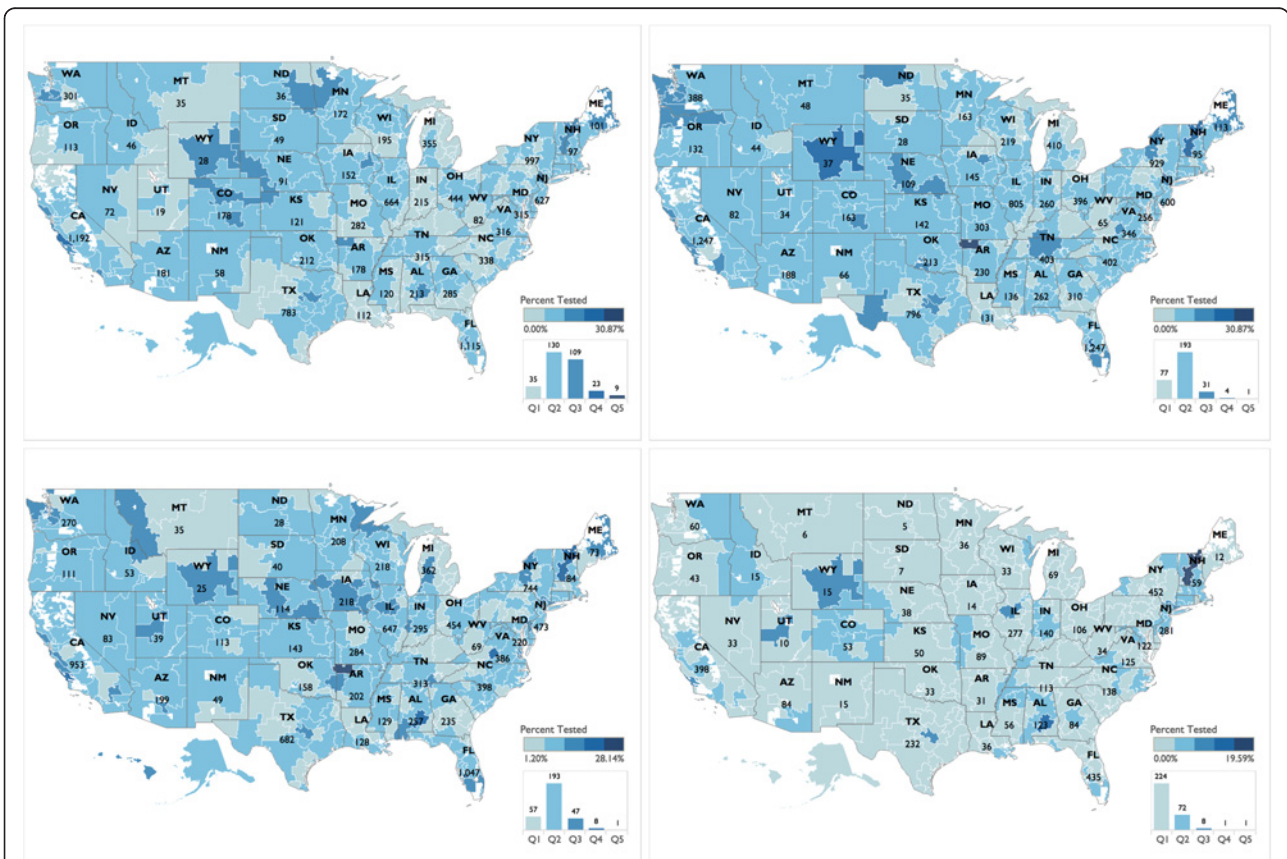 WA
301
MT
35
ND
36
MN
172
ME
101
OR
113
ID
46
SD
49
WI
195
MI
355
NY
997
NH
97
WY
28
NE
91
IA
152
NV
72
UT
19
CO
178
KS
121
IL
664
IN
215
OH
444
NJ
627
MD
315
WV
82
VA
316
MO
282
CA
1,192
AZ
181
NM
58
OK
212
AR
178
TN
315
NC
338
MS
120
AL
213
GA
285
TX
783
LA
112
FL
1,115
Percent Tested
0.00% 30.87%
35 130 109 23 9
Q1 Q2 Q3 Q4 Q5
WA
388
MT
48
ND
35
MN
163
ME
113
OR
132
ID
44
SD
28
WI
219
MI
410
NY
929
NH
95
WY
37
NE
109
IA
145
NV
82
UT
34
CO
163
KS
142
IL
805
IN
260
OH
396
NJ
600
MD
256
WV
65
VA
346
MO
303
CA
1,247
AZ
188
NM
66
OK
213
AR
230
TN
403
NC
402
MS
136
AL
262
GA
310
TX
796
LA
131
FL
1,247
Percent Tested
0.00% 30.87%
77 193 31 4 1
Q1 Q2 Q3 Q4 Q5
WA
270
MT
35
ND
28
MN
208
ME
73
OR
111
ID
53
SD
40
WI
218
MI
362
NY
744
NH
84
WY
25
NE
114
IA
218
NV
83
UT
39
CO
113
KS
143
IL
647
IN
295
OH
454
NJ
473
MD
220
WV
69
VA
386
MO
284
CA
953
AZ
199
NM
49
OK
158
AR
202
TN
313
NC
398
MS
129
AL
257
GA
235
TX
682
LA
128
FL
1,047
Percent Tested
1.20% 28.14%
57 193 47 8 1
Q1 Q2 Q3 Q4 Q5
WA
60
MT
6
ND
5
MN
36
ME
12
OR
43
ID
15
SD
7
WI
33
MI
69
NY
452
NH
59
WY
15
NE
38
IA
14
NV
33
UT
10
CO
53
KS
50
IL
277
IN
140
OH
106
NJ
281
MD
122
WV
34
VA
125
MO
89
CA
398
AZ
84
NM
15
OK
33
AR
31
TN
113
NC
138
MS
56
AL
123
GA
84
TX
232
LA
36
FL
435
Percent Tested
0.00% 19.59%
224 72 8 1 1
Q1 Q2 Q3 Q4 Q5